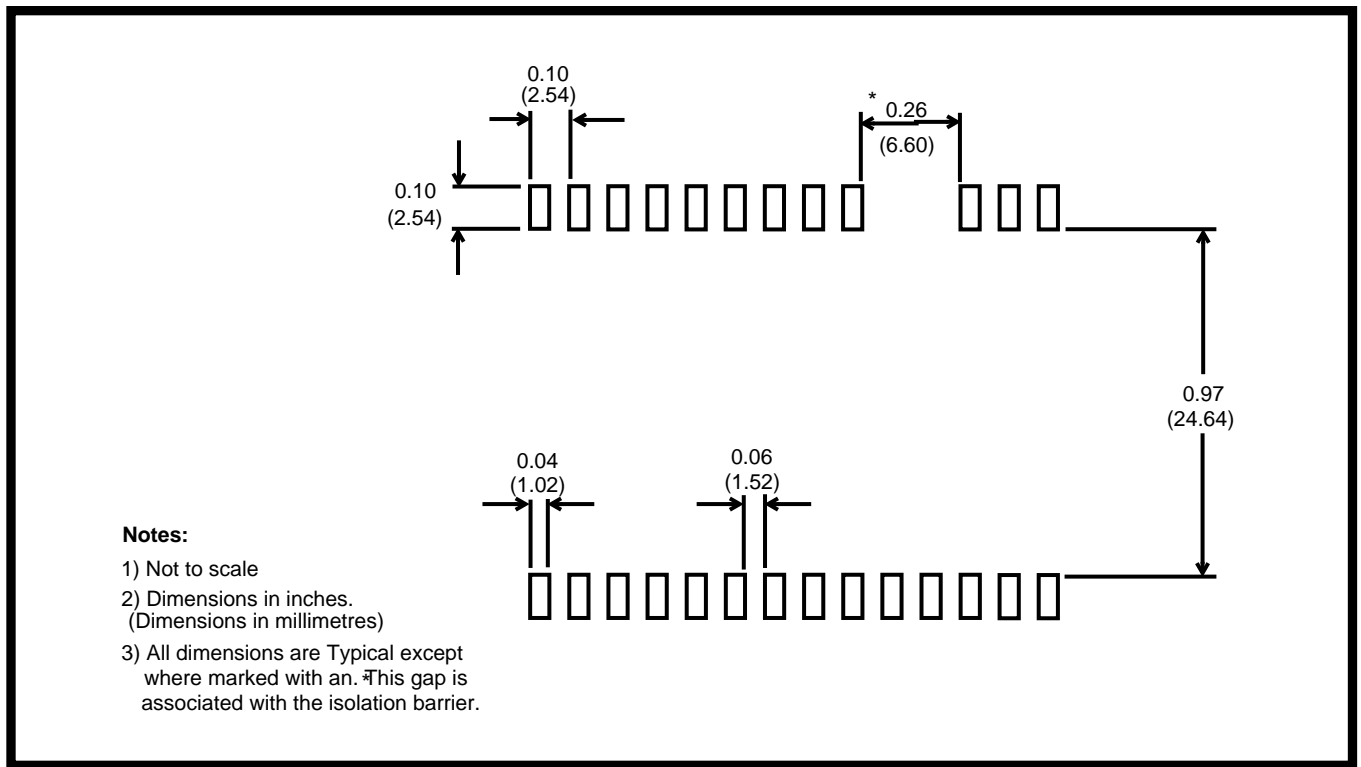 0.10
(2.54)
*
0.26
(6.60)
0.10
(2.54)
0.97
(24.64)
0.04
(1.02)
0.06
(1.52)
Notes:
1) Not to scale
2) Dimensions in inches.
(Dimensions in millimetres)
3) All dimensions are Typical except
where marked with an. *This gap is
associated with the isolation barrier.